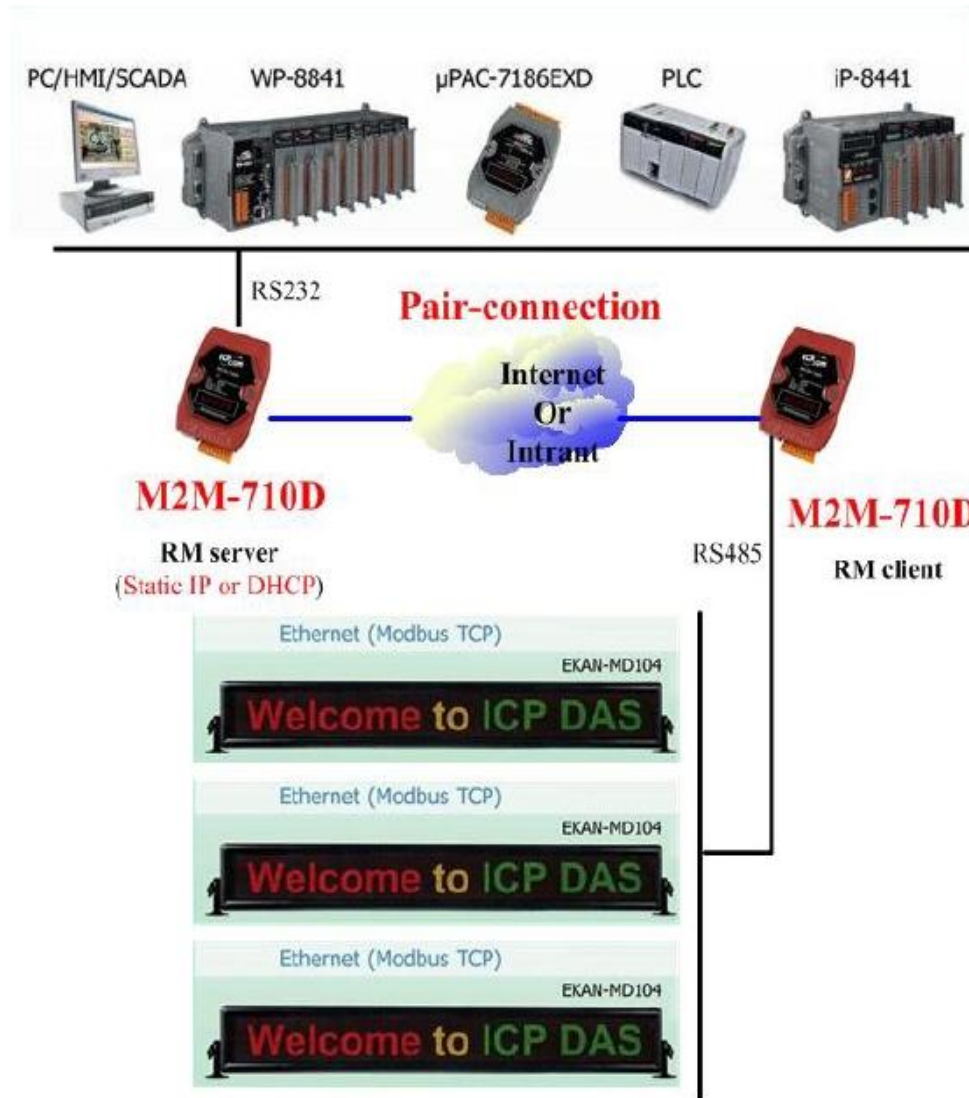 PC/HMI/SCADA
WP-8841
µPAC-7186EXD
PLC
iP-8441
RS232
Pair-connection
Internet
Or
Intrant
M2M-710D
RM server
(Static IP or DHCP)
M2M-710D
RM client
RS485
Ethernet (Modbus TCP)
EKAN-MD104
Welcome to ICP DAS
Ethernet (Modbus TCP)
EKAN-MD104
Welcome to ICP DAS
Ethernet (Modbus TCP)
EKAN-MD104
Welcome to ICP DAS